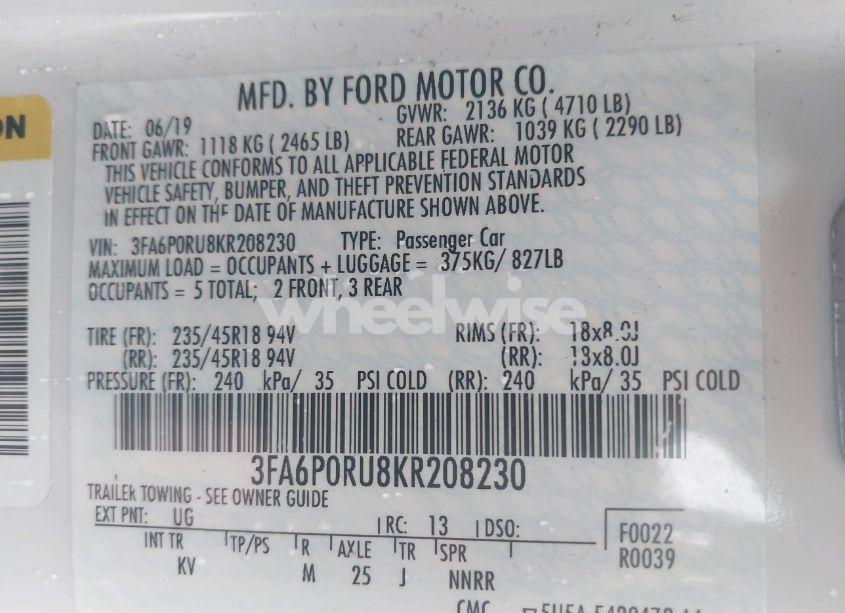 ON
MFD. BY FORD MOTOR CO.
DATE: 06/19 GVWR: 2136 KG ( 4710 LB)
FRONT GAWR: 1118 KG ( 2465 LB) REAR GAWR: 1039 KG ( 2290 LB)
THIS VEHICLE CONFORMS TO ALL APPLICABLE FEDERAL MOTOR
VEHICLE SAFETY, BUMPER, AND THEFT PREVENTION STANDARDS
IN EFFECT ON THE DATE OF MANUFACTURE SHOWN ABOVE.
VIN: 3FA6P0RU8KR208230 TYPE: Passenger Car
MAXIMUM LOAD = OCCUPANTS + LUGGAGE = 375KG/ 827LB
OCCUPANTS = 5 TOTAL; 2 FRONT, 3 REAR
wheelwise
TIRE (FR): 235/45R18 94V RIMS (FR): 18x8.0J
(RR): 235/45R18 94V (RR): 18x8.0J
PRESSURE (FR): 240 kPa/ 35 PSI COLD (RR): 240 kPa/ 35 PSI COLD
3FA6P0RU8KR208230
TRAILER TOWING - SEE OWNER GUIDE
EXT PNT: UG RC: 13 DSO: F0022
R0039
INT TR TP/PS R AXLE TR SPR
KV M 25 J NNRR
CMC